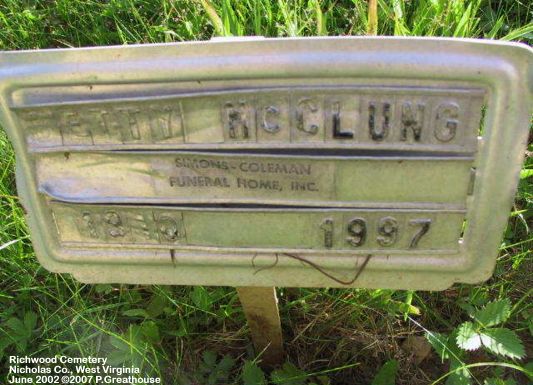 McCLUNG
SIMONS-COLEMAN
FUNERAL HOME, INC.
1997
Richwood Cemetery
Nicholas Co., West Virginia
June 2002 ©2007 P.Greathouse